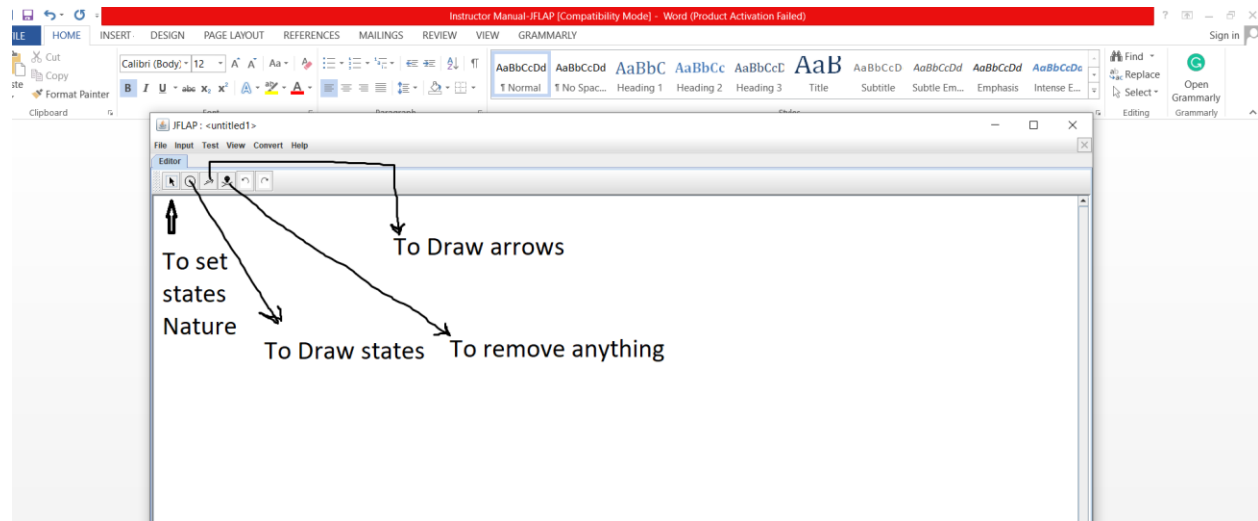 Instructor Manual-JFLAP [Compatibility Mode] - Word (Product Activation Failed)
HOME INSERT DESIGN PAGE LAYOUT REFERENCES MAILINGS REVIEW VIEW GRAMMARLY Sign in
Cut
Copy
Format Painter
Clipboard
Calibri (Body) 12
Font
Paragraph
AaBbCcDd AaBbCcDd AaBbC AaBbCc AaBbCcD AaB AaBbCcD AaBbCcDd AaBbCcDd AaBbCcDc
¶ Normal ¶ No Spac... Heading 1 Heading 2 Heading 3 Title Subtitle Subtle Em... Emphasis Intense E...
Styles
Find
Replace
Select
Editing
Open
Grammarly
Grammarly
JFLAP : <untitled1>
File Input Test View Convert Help
Editor
To Draw arrows
To set
states
Nature
To Draw states To remove anything